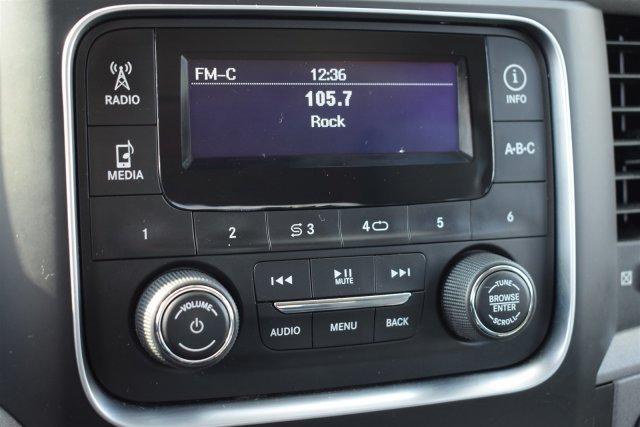 RADIO
MEDIA
FM-C 12:36
105.7
Rock
INFO
A-B-C
1 2 3 4 5 6
VOLUME
MUTE
AUDIO MENU BACK
TUNE
BROWSE
ENTER
SCROLL